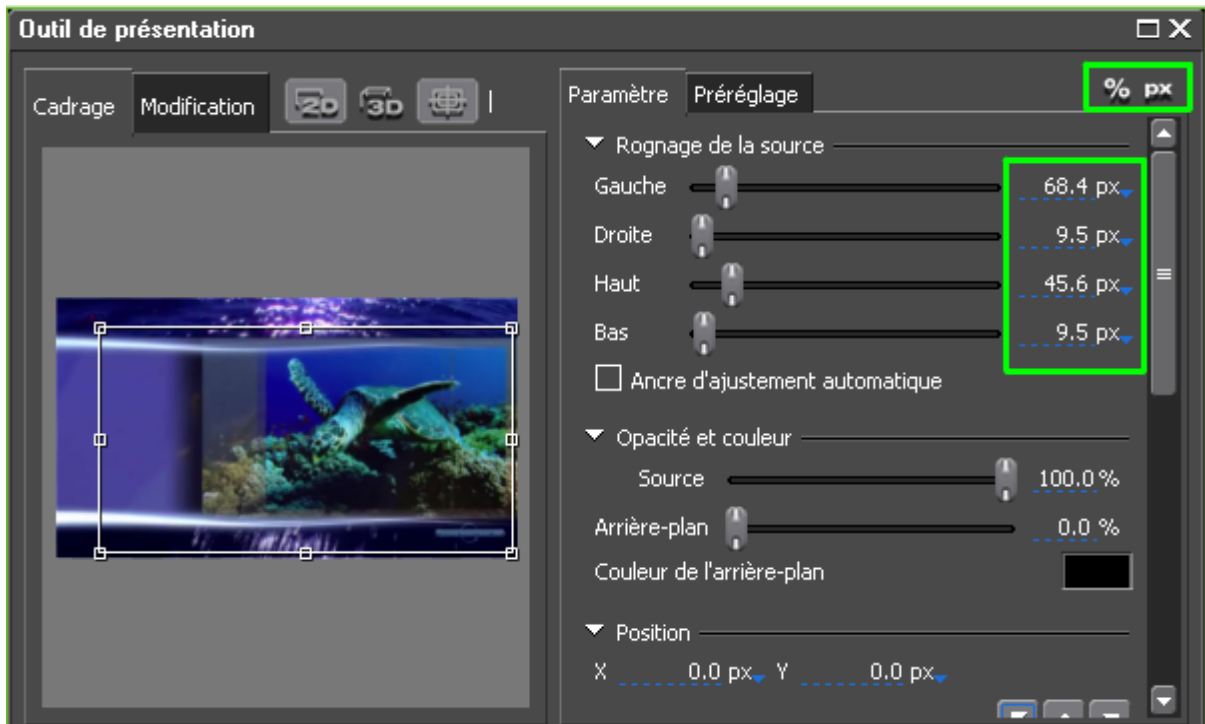 Outil de présentation
Cadrage Modification 2D 3D
Paramètre Préréglage % px
Rognage de la source
Gauche 68.4 px
Droite 9.5 px
Haut 45.6 px
Bas 9.5 px
Ancre d'ajustement automatique
Opacité et couleur
Source 100.0 %
Arrière-plan 0.0 %
Couleur de l'arrière-plan
Position
X 0.0 px Y 0.0 px